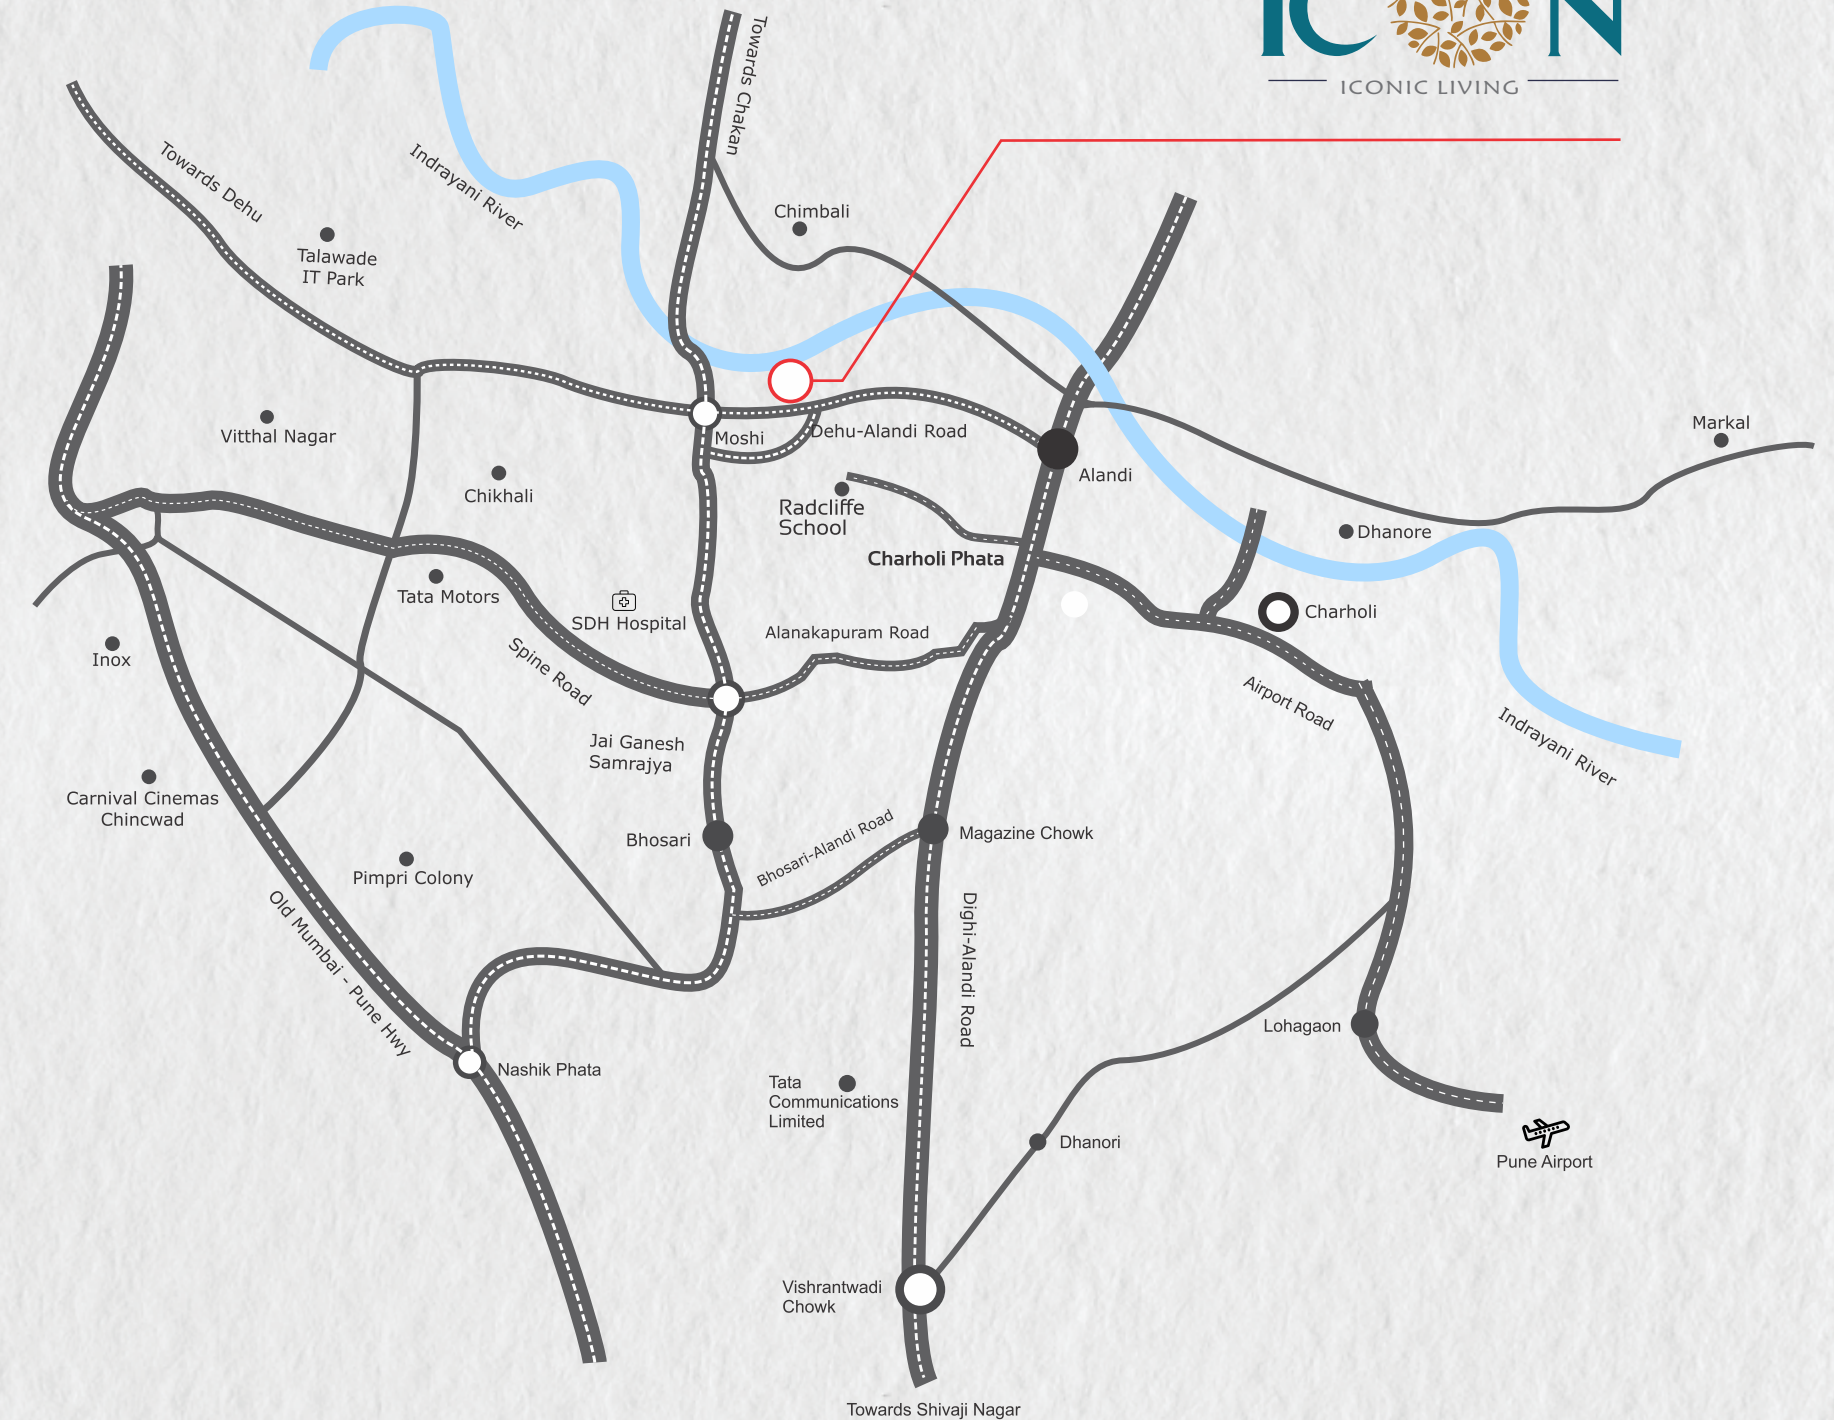 ICON
ICONIC LIVING
Towards Chakan
Towards Dehu
Indrayani River
Chimbali
Talawade
IT Park
Vitthal Nagar
Moshi
Dehu-Alandi Road
Markal
Chikhali
Alandi
Radcliffe
School
Dhanore
Charholi Phata
Tata Motors
SDH Hospital
Alanakapuram Road
Charholi
Inox
Spine Road
Airport Road
Indrayani River
Jai Ganesh
Samrajya
Carnival Cinemas
Chincwad
Bhosari
Bhosari-Alandi Road
Magazine Chowk
Pimpri Colony
Old Mumbai - Pune Hwy
Dighi-Alandi Road
Lohagaon
Nashik Phata
Tata
Communications
Limited
Dhanori
Pune Airport
Vishrantwadi
Chowk
Towards Shivaji Nagar